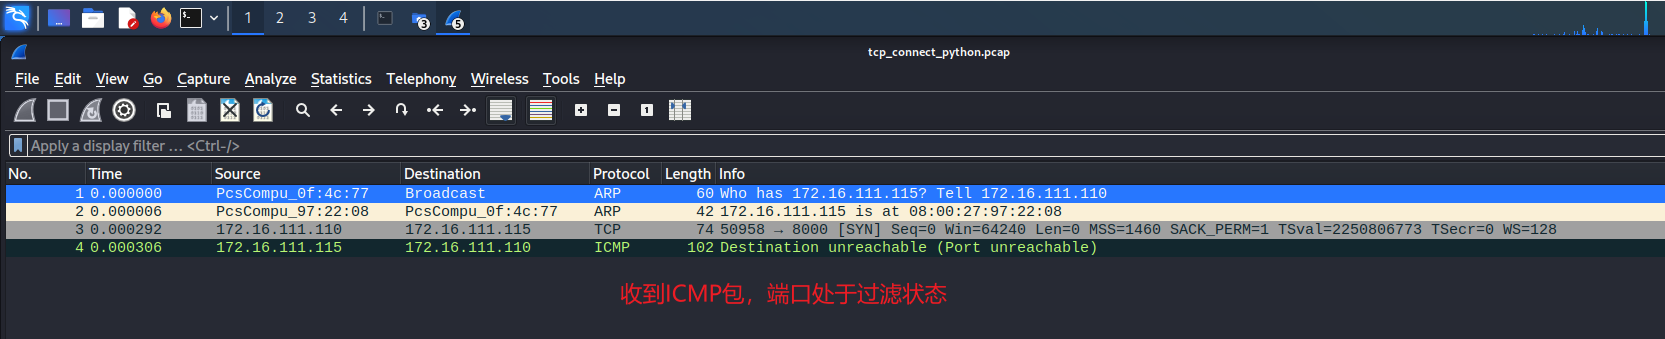 1 2 3 4 3 5
tcp_connect_python.pcap
File Edit View Go Capture Analyze Statistics Telephony Wireless Tools Help
Apply a display filter … <Ctrl-/>
No. Time Source Destination Protocol Length Info
1 0.000000 PcsCompu_0f:4c:77 Broadcast ARP 60 Who has 172.16.111.115? Tell 172.16.111.110
2 0.000006 PcsCompu_97:22:08 PcsCompu_0f:4c:77 ARP 42 172.16.111.115 is at 08:00:27:97:22:08
3 0.000292 172.16.111.110 172.16.111.115 TCP 74 50958 → 8000 [SYN] Seq=0 Win=64240 Len=0 MSS=1460 SACK_PERM=1 TSval=2250806773 TSecr=0 WS=128
4 0.000306 172.16.111.115 172.16.111.110 ICMP 102 Destination unreachable (Port unreachable)
收到ICMP包，端口处于过滤状态